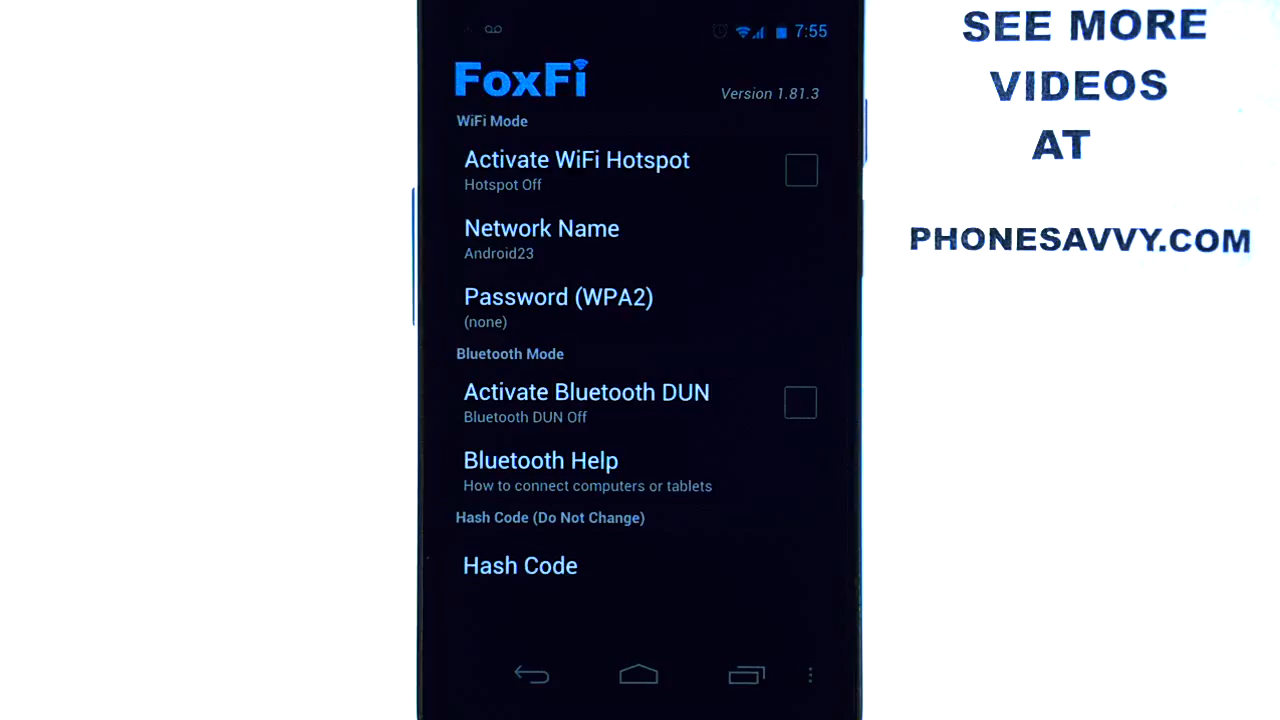 7:55
FoxFi
Version 1.81.3
WiFi Mode
Activate WiFi Hotspot
Hotspot Off
Network Name
Android23
Password (WPA2)
(none)
Bluetooth Mode
Activate Bluetooth DUN
Bluetooth DUN Off
Bluetooth Help
How to connect computers or tablets
Hash Code (Do Not Change)
Hash Code
SEE MORE
VIDEOS
AT
PHONESAVVY.COM